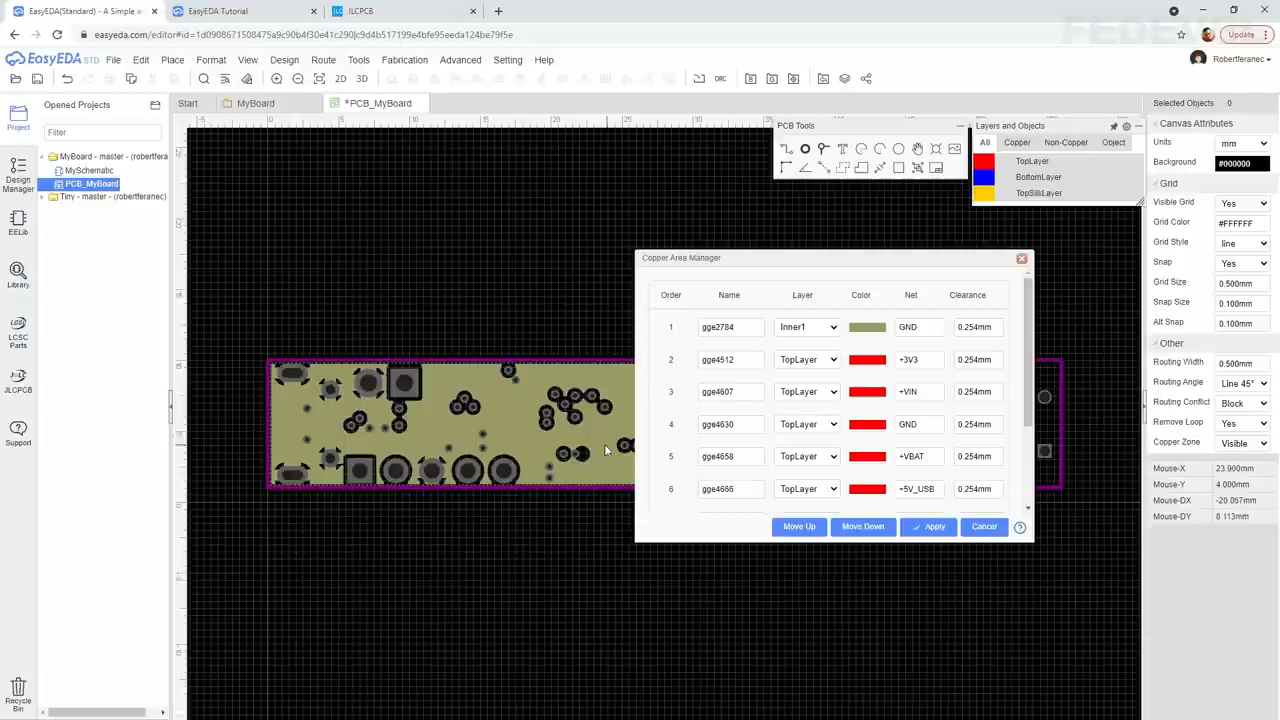 EasyEDA(Standard) - A Simple a
EasyEDA Tutorial
JLCPCB
easyeda.com/editor#id=1d0908671508475a9c90b4f30e41c290|c9d4b517199e4bfe95eeda124be79f5e
Update
FEDEVEL
EasyEDA STD
File Edit Place Format View Design Route Tools Fabrication Advanced Setting Help
Robertferanec
2D 3D
DRC
Project
Design Manager
EELib
Library
LCSC
LCSC Parts
JLCPCB
Support
Recycle Bin
Opened Projects
Filter
MyBoard - master - (robertfera
MySchematic
PCB_MyBoard
Tiny - master - (robertferanec)
Start
MyBoard
*PCB_MyBoard
-5 0 5 10 15 20 25
PCB Tools
Layers and Objects
All Copper Non-Copper Object
TopLayer
BottomLayer
TopSilkLayer
Copper Area Manager
Order Name Layer Color Net Clearance
1 gge2784 Inner1 GND 0.254mm
2 gge4512 TopLayer +3V3 0.254mm
3 gge4607 TopLayer +VIN 0.254mm
4 gge4630 TopLayer GND 0.254mm
5 gge4658 TopLayer +VBAT 0.254mm
6 gge4666 TopLayer +5V_USB 0.254mm
Move Up Move Down Apply Cancel
Selected Objects 0
Canvas Attributes
Units mm
Background #000000
Grid
Visible Grid Yes
Grid Color #FFFFFF
Grid Style line
Snap Yes
Grid Size 0.500mm
Snap Size 0.100mm
Alt Snap 0.100mm
Other
Routing Width 0.500mm
Routing Angle Line 45°
Routing Conflict Block
Remove Loop Yes
Copper Zone Visible
Mouse-X 23.900mm
Mouse-Y 4.000mm
Mouse-DX -20.067mm
Mouse-DY 8.113mm